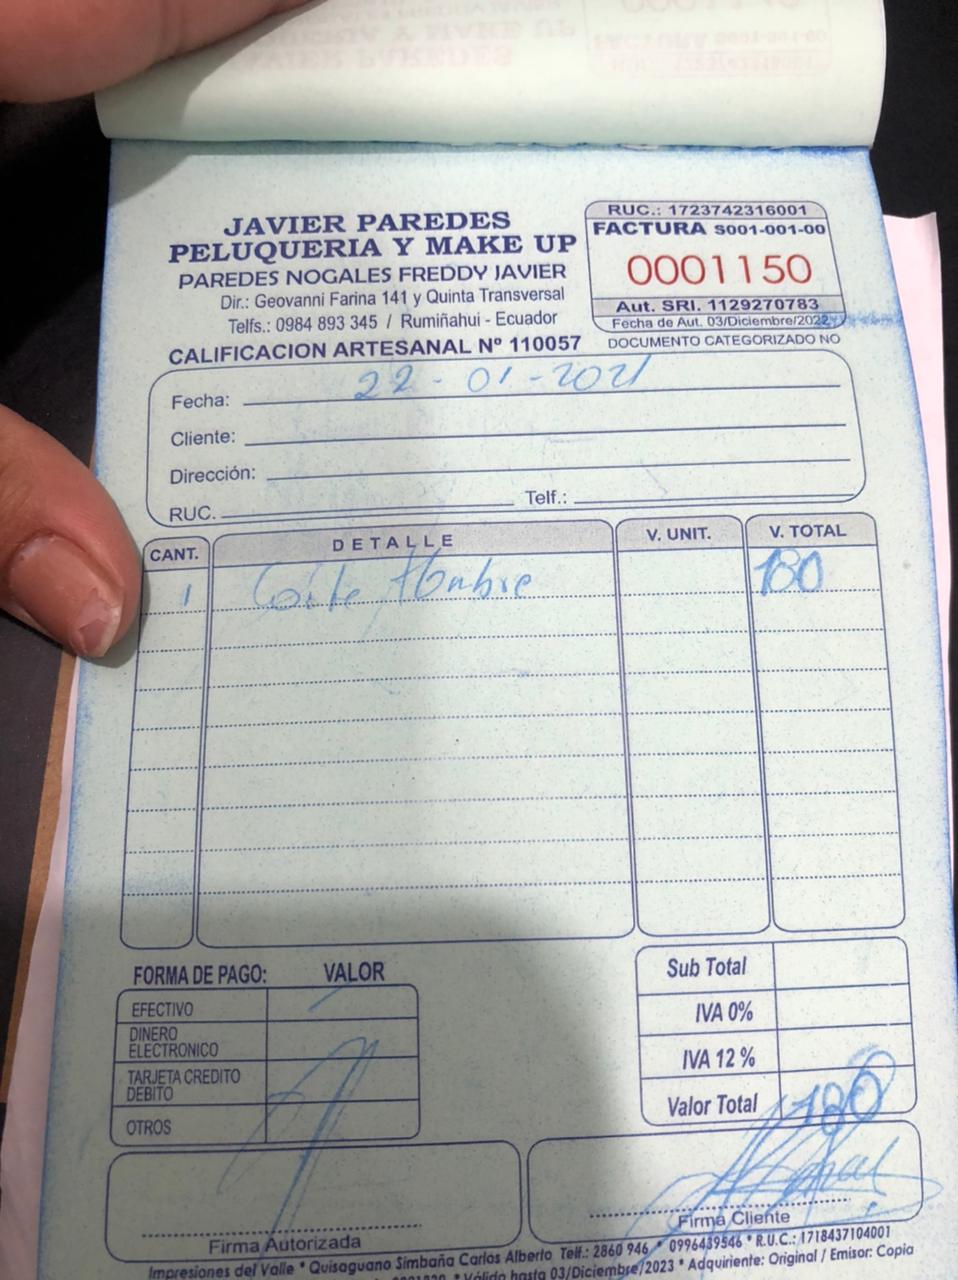 JAVIER PAREDES
PELUQUERIA Y MAKE UP
PAREDES NOGALES FREDDY JAVIER
Dir.: Geovanni Farina 141 y Quinta Transversal
Telfs.: 0984 893 345 / Rumiñahui - Ecuador
CALIFICACION ARTESANAL Nº 110057
RUC.: 1723742316001
FACTURA S001-001-00
0001150
Aut. SRI. 1129270783
Fecha de Aut. 03/Diciembre/2022
DOCUMENTO CATEGORIZADO NO
Fecha: 22-01-2021
Cliente:
Dirección:
RUC. Telf.:
CANT. DETALLE V. UNIT. V. TOTAL
1 Corte Hombre 180
FORMA DE PAGO: VALOR
EFECTIVO
DINERO
ELECTRONICO
TARJETA CREDITO
DEBITO
OTROS
Sub Total
IVA 0%
IVA 12 %
Valor Total 180
Firma Autorizada
Firma Cliente
Impresiones del Valle * Quisaguano Simbaña Carlos Alberto Telf.: 2860 946 * 0996439546 * R.U.C.: 1718437104001
* Válido hasta 03/Diciembre/2023 * Adquiriente: Original / Emisor: Copia